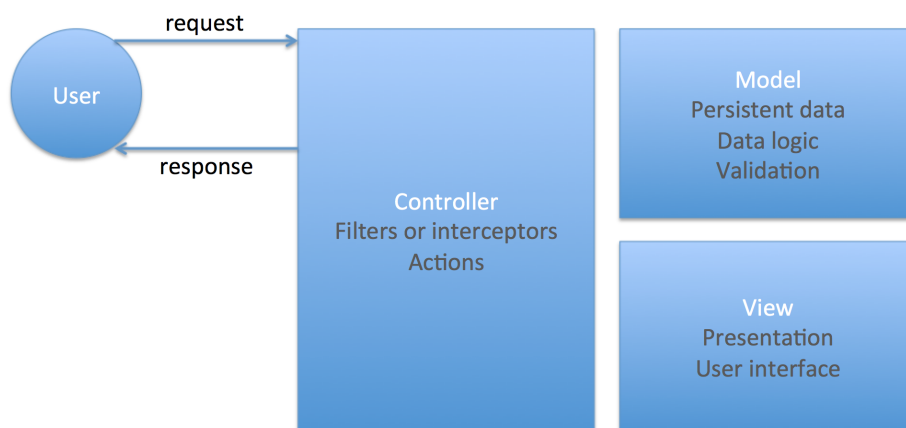 request
User
response
Controller
Filters or interceptors
Actions
Model
Persistent data
Data logic
Validation
View
Presentation
User interface